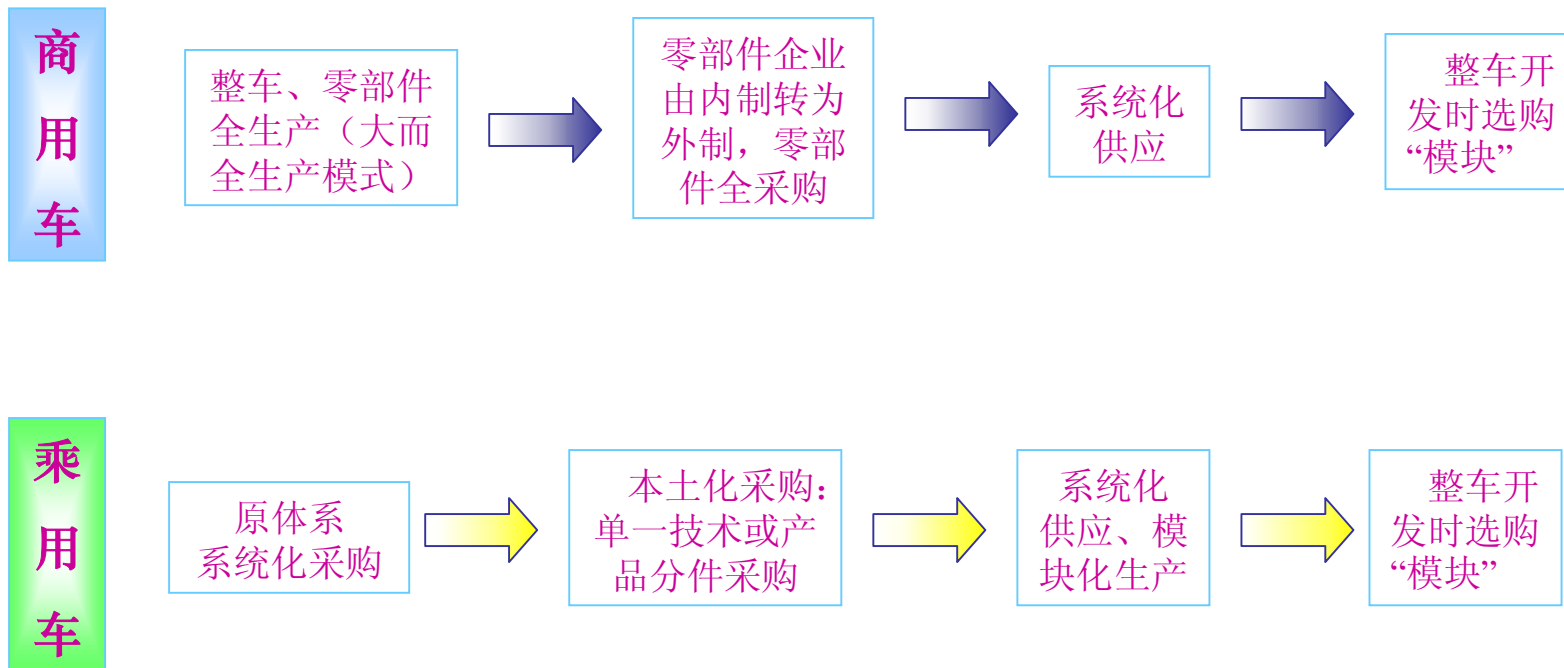 商
用
车
整车、零部件
全生产（大而
全生产模式）
零部件企业
由内制转为
外制，零部
件全采购
系统化
供应
整车开
发时选购
“模块”
乘
用
车
原体系
系统化采购
本土化采购：
单一技术或产
品分件采购
系统化
供应、模
块化生产
整车开
发时选购
“模块”